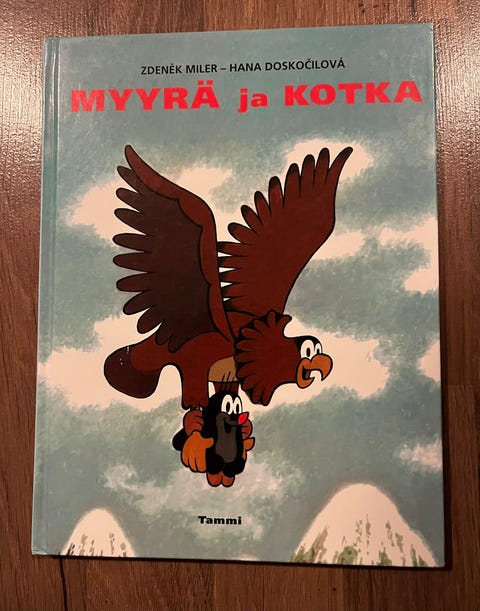 ZDENĚK MILER – HANA DOSKOČILOVÁ
MYYRÄ ja KOTKA
Tammi